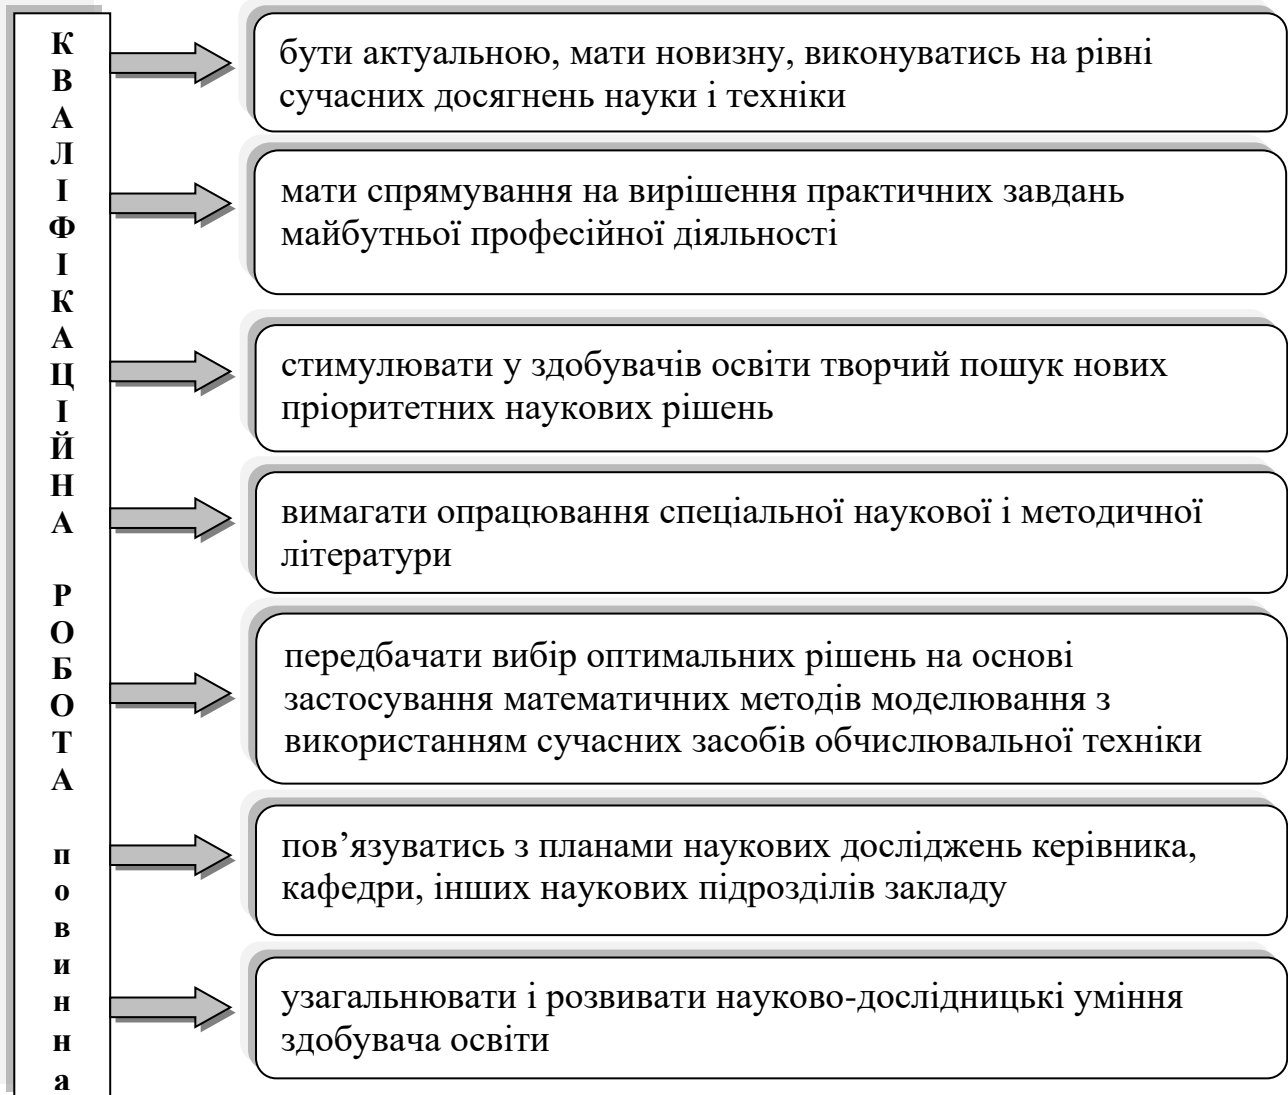 КВАЛІФІКАЦІЙНА РОБОТА повинна
бути актуальною, мати новизну, виконуватись на рівні
сучасних досягнень науки і техніки
мати спрямування на вирішення практичних завдань
майбутньої професійної діяльності
стимулювати у здобувачів освіти творчий пошук нових
пріоритетних наукових рішень
вимагати опрацювання спеціальної наукової і методичної
літератури
передбачати вибір оптимальних рішень на основі
застосування математичних методів моделювання з
використанням сучасних засобів обчислювальної техніки
пов’язуватись з планами наукових досліджень керівника,
кафедри, інших наукових підрозділів закладу
узагальнювати і розвивати науково-дослідницькі уміння
здобувача освіти